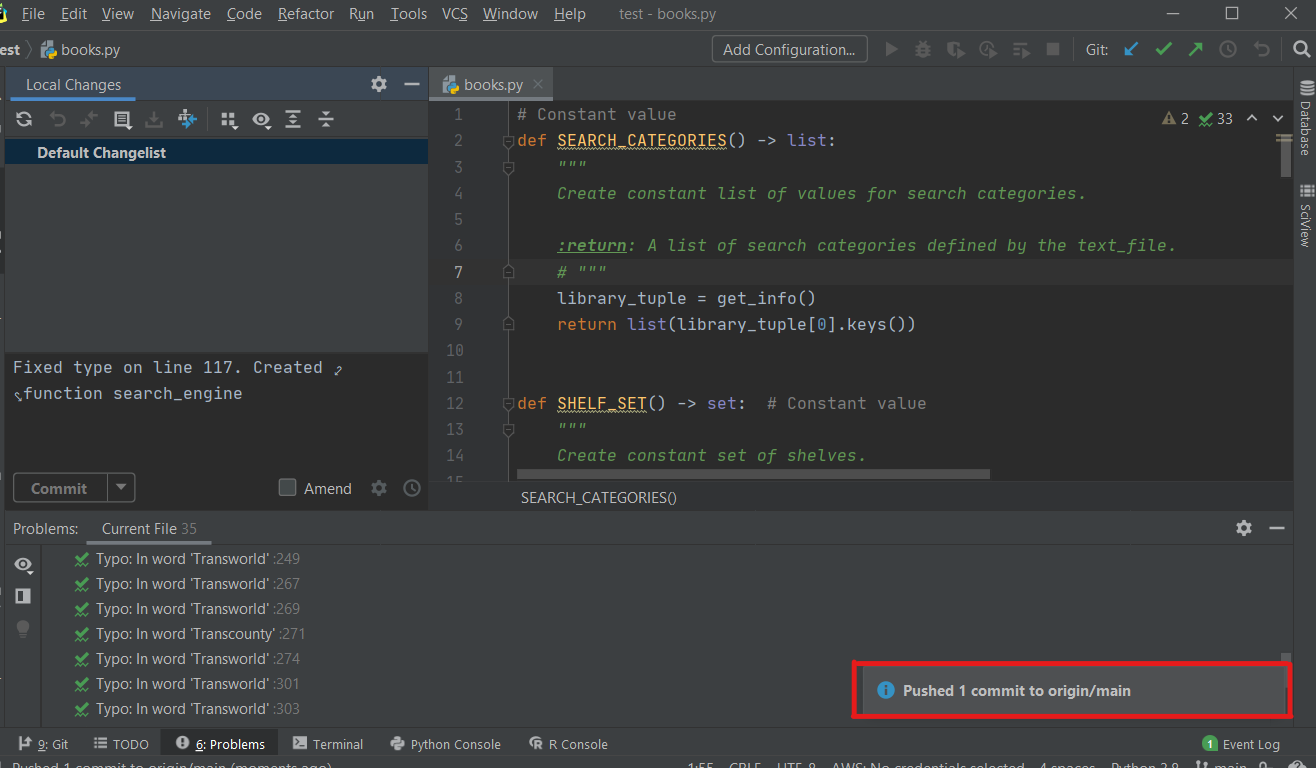 File Edit View Navigate Code Refactor Run Tools VCS Window Help test - books.py
est books.py Add Configuration... Git:
Local Changes books.py
1 # Constant value
2 33
2 def SEARCH_CATEGORIES() -> list:
3 """
4 Create constant list of values for search categories.
5
6 :return: A list of search categories defined by the text_file.
7 # """
8 library_tuple = get_info()
9 return list(library_tuple[0].keys())
10
11
12 def SHELF_SET() -> set: # Constant value
13 """
14 Create constant set of shelves.
15
SEARCH_CATEGORIES()
Default Changelist
Fixed type on line 117. Created
function search_engine
Commit Amend
Database
SciView
Problems: Current File 35
Typo: In word 'Transworld' :249
Typo: In word 'Transworld' :267
Typo: In word 'Transworld' :269
Typo: In word 'Transcounty' :271
Typo: In word 'Transworld' :274
Typo: In word 'Transworld' :301
Typo: In word 'Transworld' :303
Pushed 1 commit to origin/main
9: Git TODO 6: Problems Terminal Python Console R Console 1 Event Log
Pushed 1 commit to origin/main (moments ago) 1:55 CRLF UTF-8 AWS: No credentials selected 4 spaces Python 3.8 main